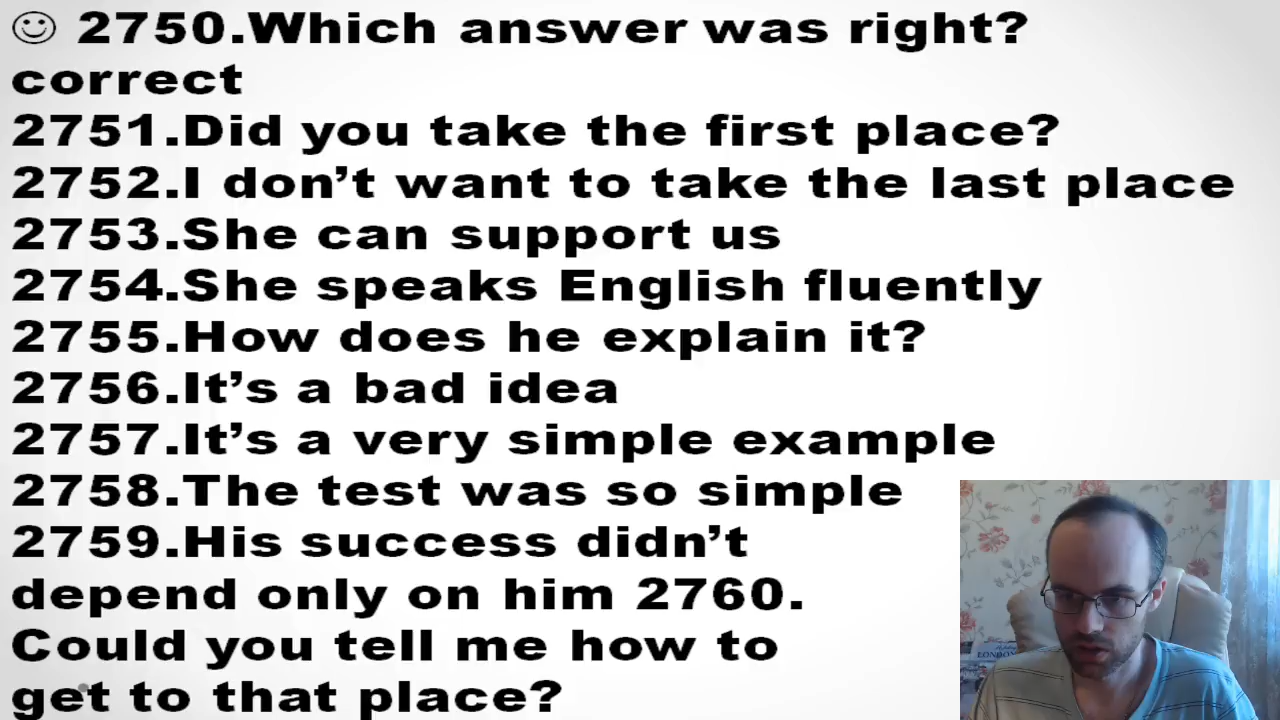 ☺ 2750.Which answer was right?
correct
2751.Did you take the first place?
2752.I don’t want to take the last place
2753.She can support us
2754.She speaks English fluently
2755.How does he explain it?
2756.It’s a bad idea
2757.It’s a very simple example
2758.The test was so simple
2759.His success didn’t
depend only on him 2760.
Could you tell me how to
get to that place?
LONDON